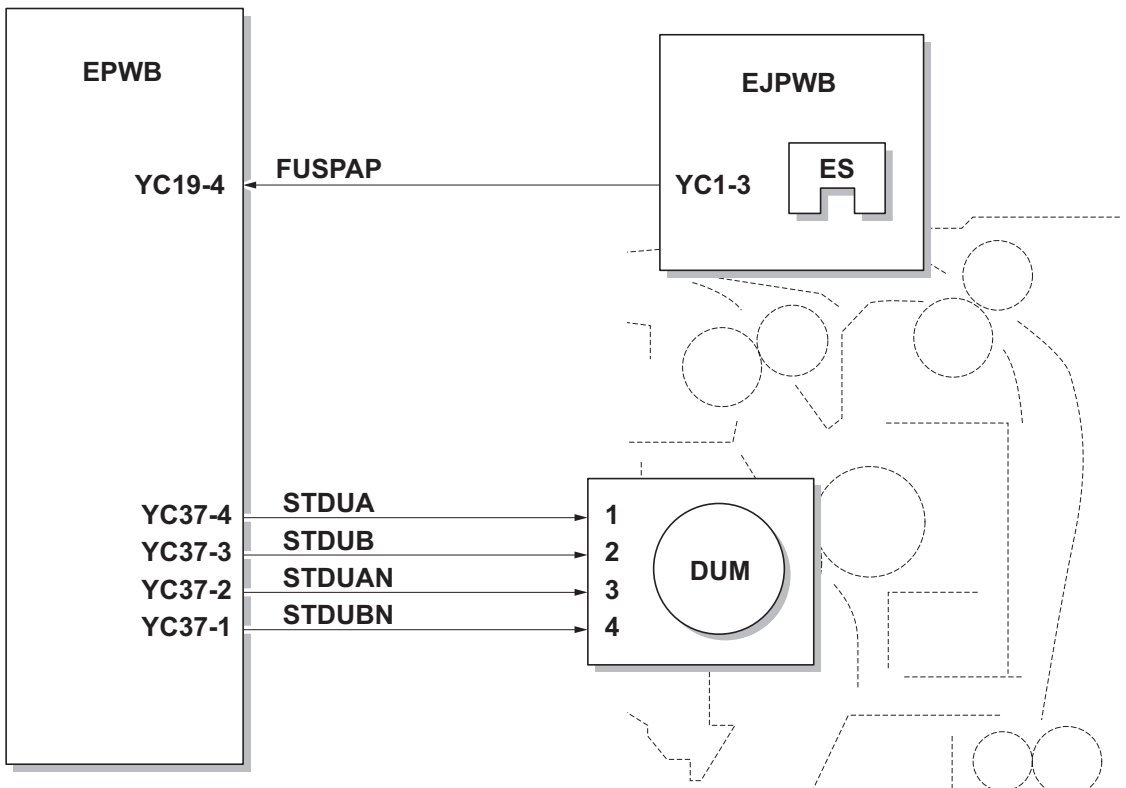 EPWB
EJPWB
FUSPAP
ES
YC19-4
YC1-3
YC37-4
STDUA
1
YC37-3
STDUB
2
YC37-2
STDUAN
3
YC37-1
STDUBN
4
DUM